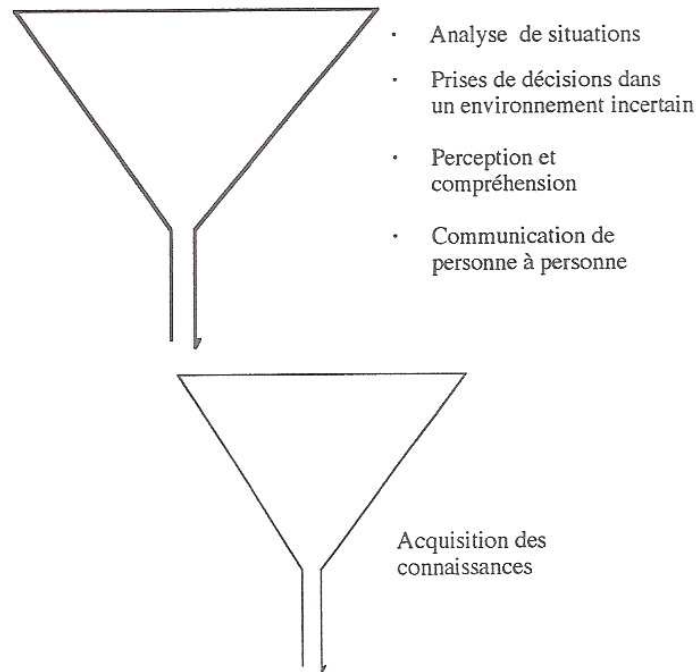 · Analyse de situations
· Prises de décisions dans
un environnement incertain
· Perception et
compréhension
· Communication de
personne à personne
Acquisition des
connaissances